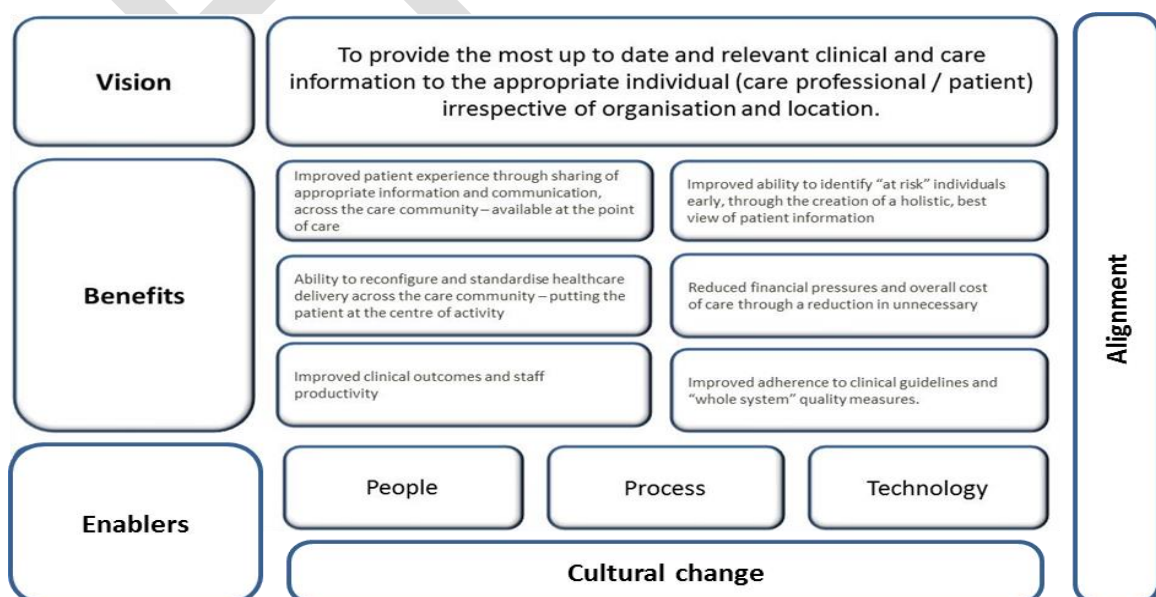 Vision
To provide the most up to date and relevant clinical and care
information to the appropriate individual (care professional / patient)
irrespective of organisation and location.
Benefits
Improved patient experience through sharing of
appropriate information and communication,
across the care community – available at the point
of care
Improved ability to identify “at risk” individuals
early, through the creation of a holistic, best
view of patient information
Ability to reconfigure and standardise healthcare
delivery across the care community – putting the
patient at the centre of activity
Reduced financial pressures and overall cost
of care through a reduction in unnecessary
Improved clinical outcomes and staff
productivity
Improved adherence to clinical guidelines and
“whole system” quality measures.
Enablers
People
Process
Technology
Cultural change
Alignment